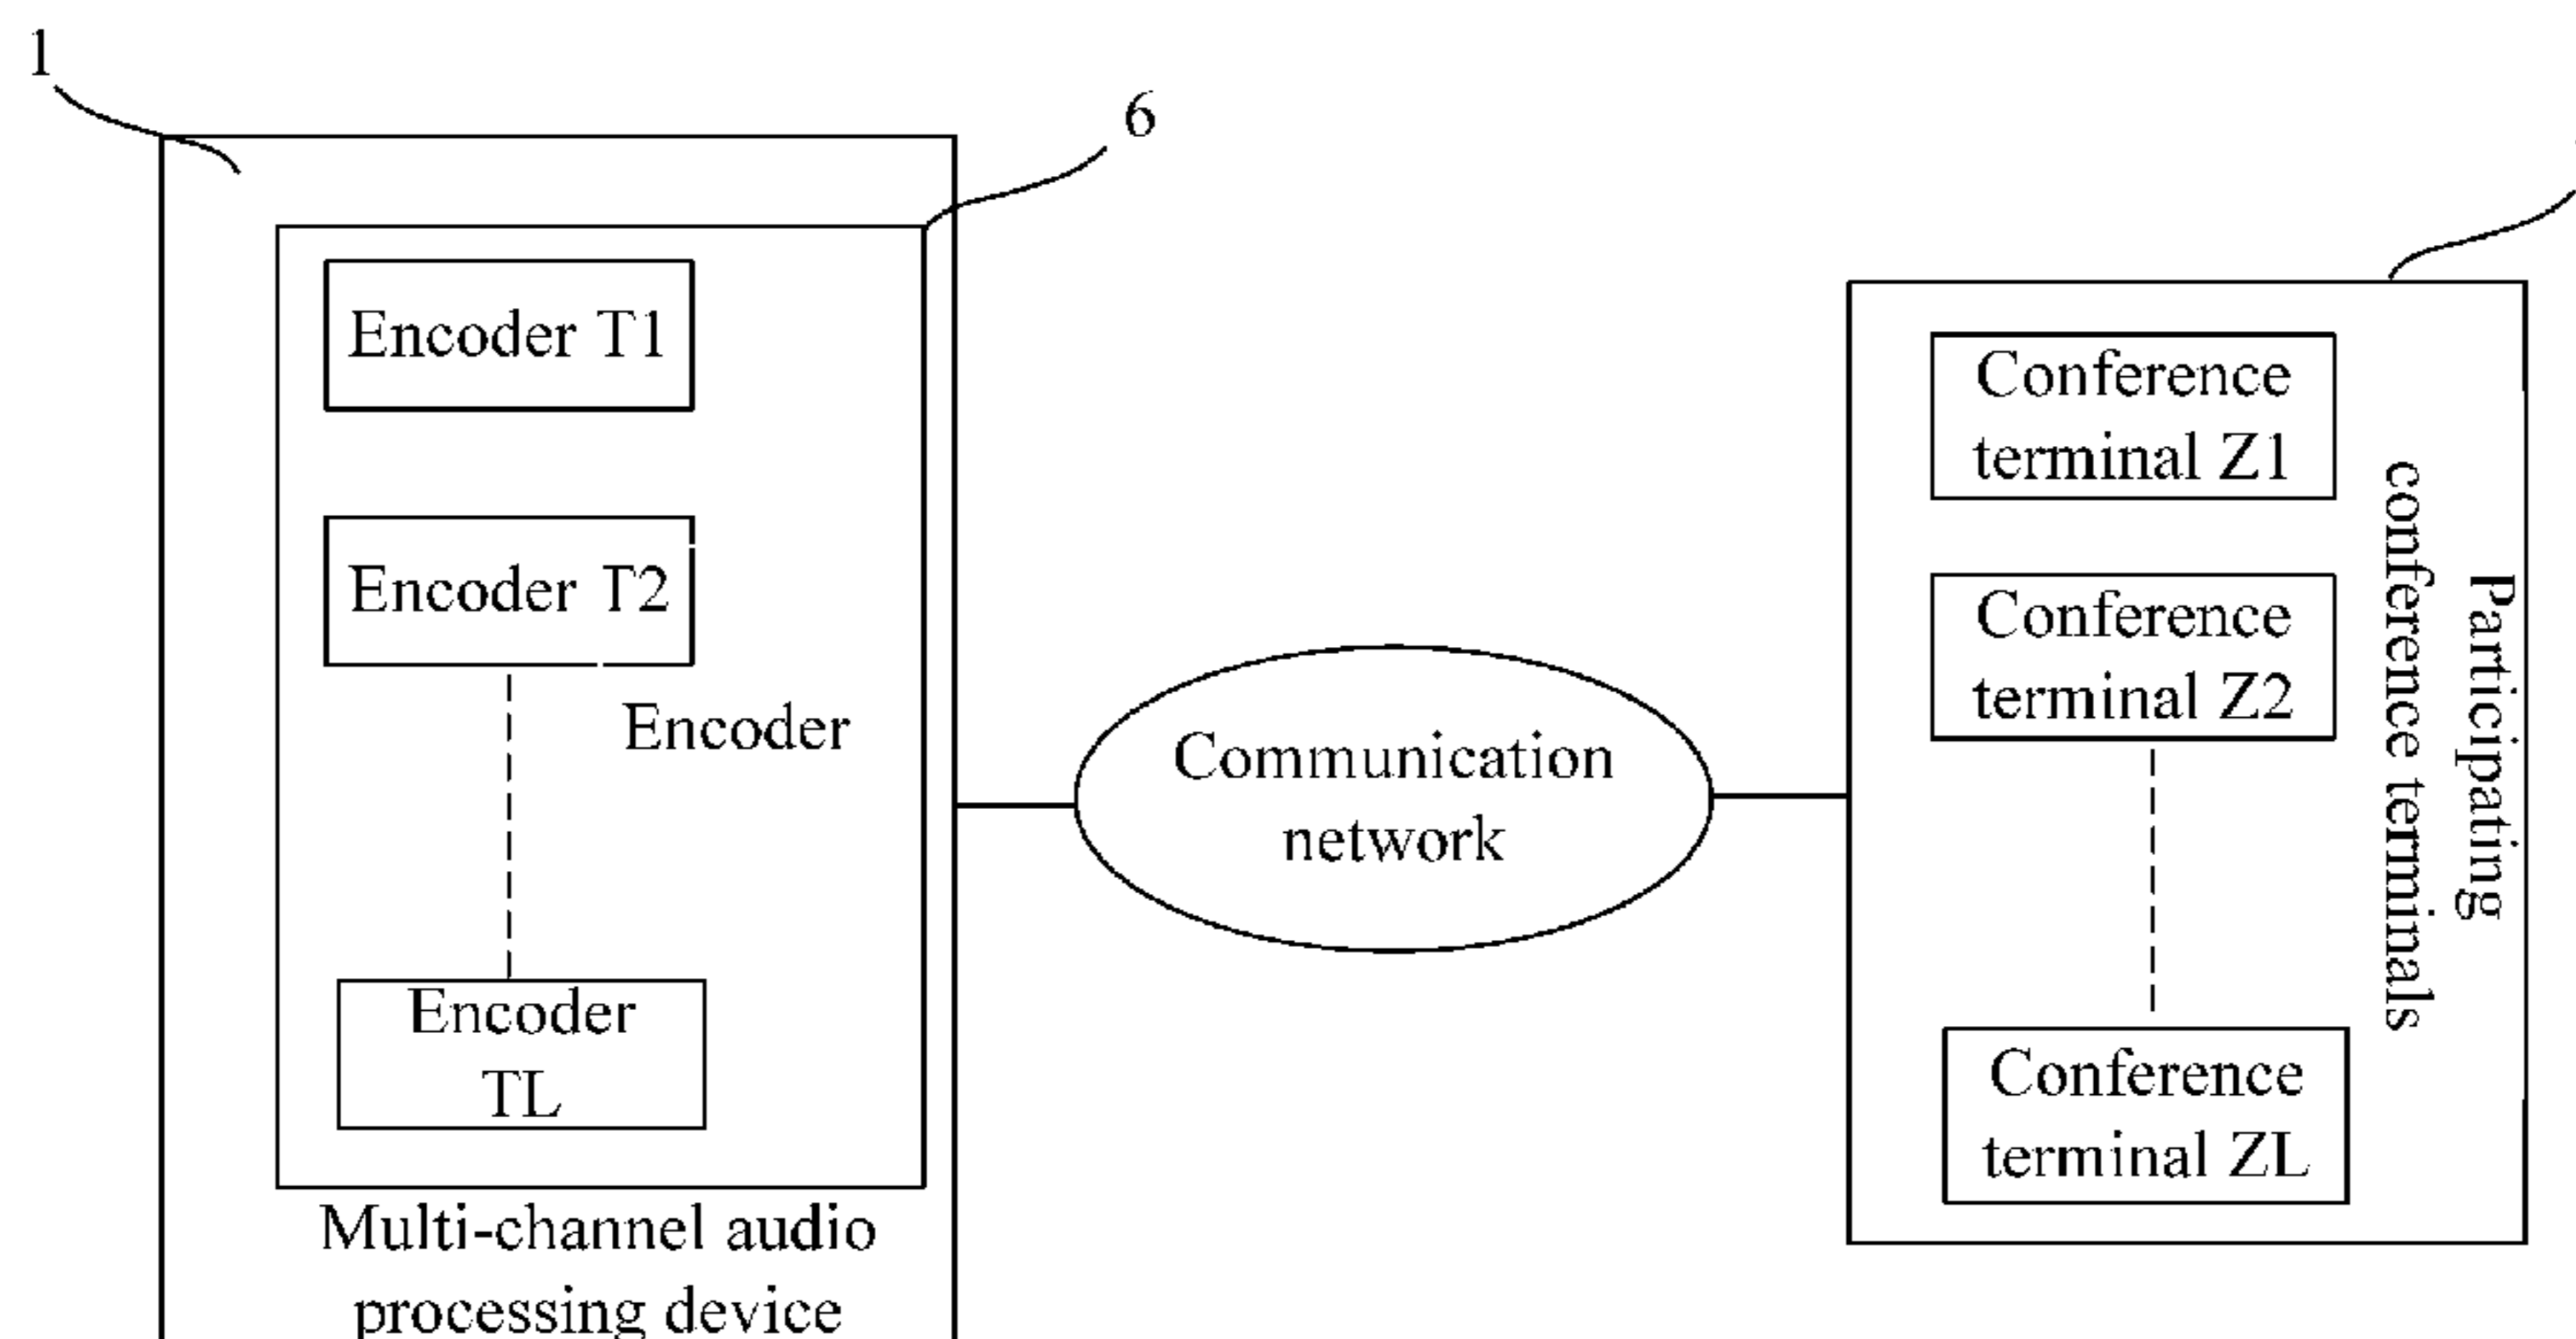 1
6
Encoder T1
Encoder T2
Encoder
Encoder
TL
Multi-channel audio
processing device
Communication
network
Conference
terminal Z1
Conference
terminal Z2
Conference
terminal ZL
Participating
conference terminals